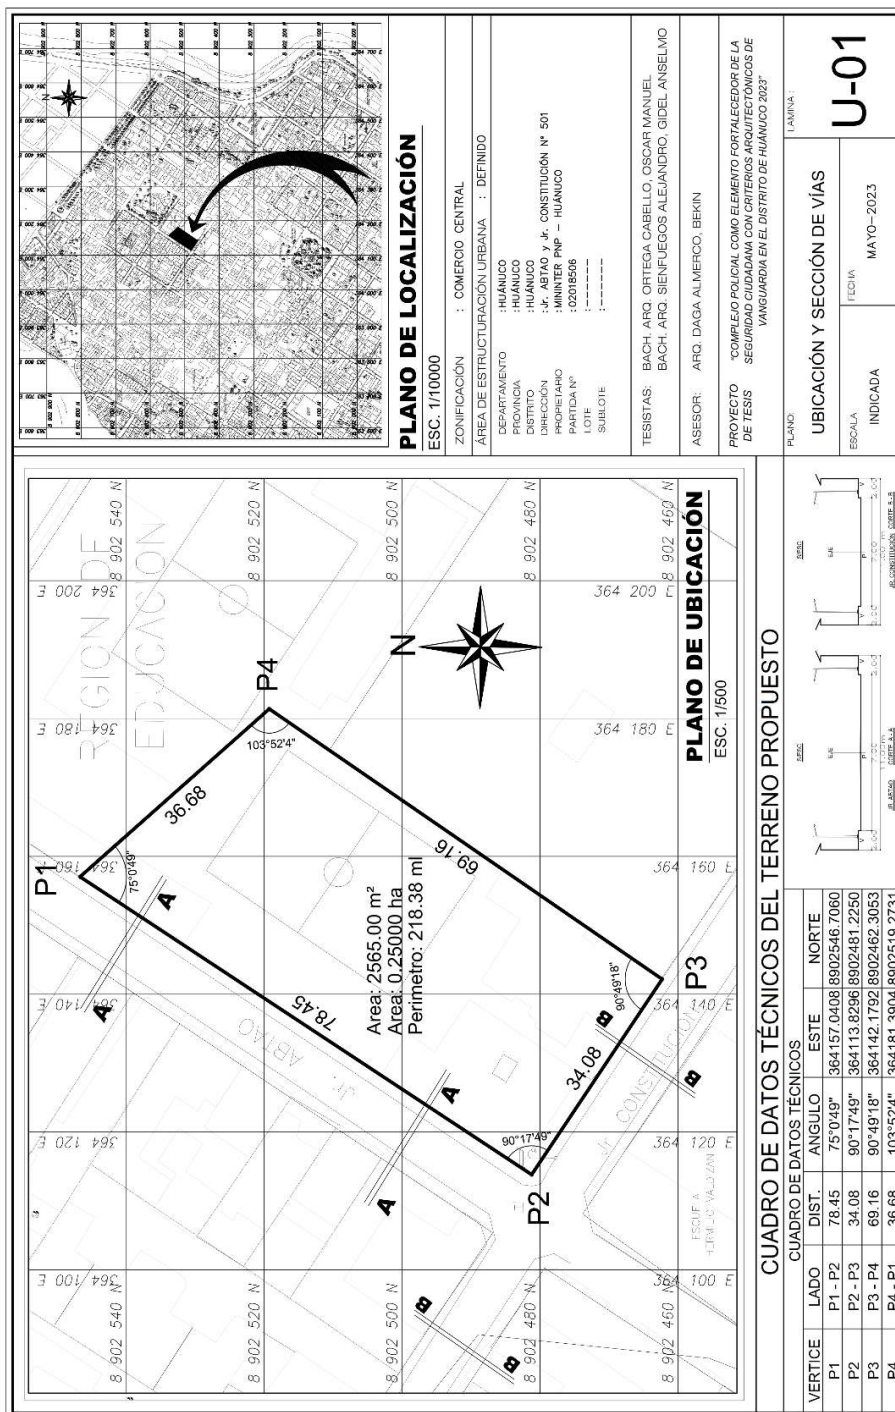 PLANO DE LOCALIZACIÓN
ESC. 1/10000
ZONIFICACIÓN : COMERCIO CENTRAL
ÁREA DE ESTRUCTURACIÓN URBANA : DEFINIDO
DEPARTAMENTO : HUÁNUCO
PROVINCIA : HUÁNUCO
DISTRITO : HUÁNUCO
DIRECCIÓN : Jr. ABTAO y Jr. CONSTITUCIÓN Nº 501
PROPIETARIO : MININTER PNP – HUÁNUCO
PARTIDA Nº : 02018506
LOTE : -------
SUBLOTE : -------
TESISTAS: BACH. ARQ. ORTEGA CABELLO, OSCAR MANUEL
BACH. ARQ. SIENFUEGOS ALEJANDRO, GIDEL ANSELMO
ASESOR: ARQ. DAGA ALMERCO, BEKIN
PROYECTO DE TESIS "COMPLEJO POLICIAL COMO ELEMENTO FORTALECEDOR DE LA
SEGURIDAD CIUDADANA CON CRITERIOS ARQUITECTÓNICOS DE
VANGUARDIA EN EL DISTRITO DE HUÁNUCO 2023"
PLANO:
UBICACIÓN Y SECCIÓN DE VÍAS
LAMINA :
U-01
ESCALA
INDICADA
FECHA
MAYO-2023
REGION DE
EDUCACION
8 902 540 N
8 902 520 N
8 902 500 N
8 902 480 N
8 902 460 N
364 200 E
364 180 E
364 160 E
364 140 E
364 120 E
364 100 E
P1
P4
P2
P3
N
36.68
69.16
78.45
34.08
75°0'49"
103°52'4"
90°49'18"
90°17'49"
Area: 2565.00 m²
Area: 0.25000 ha
Perimetro: 218.38 ml
Jr. ABTAO
Jr CONSTITUCION
A
A
A
A
B
B
B
B
PLANO DE UBICACIÓN
ESC. 1/500
CUADRO DE DATOS TÉCNICOS DEL TERRENO PROPUESTO
CUADRO DE DATOS TÉCNICOS
VERTICE LADO DIST. ANGULO ESTE NORTE
P1 P1 - P2 78.45 75°0'49" 364157.0408 8902546.7060
P2 P2 - P3 34.08 90°17'49" 364113.8296 8902481.2250
P3 P3 - P4 69.16 90°49'18" 364142.1792 8902462.3053
P4 P4 - P1 36.68 103°52'4" 364181.3904 8902519.2731
EJE
JR. ABTAO CORTE A-A
EJE
JR. CONSTITUCIÓN CORTE B-B